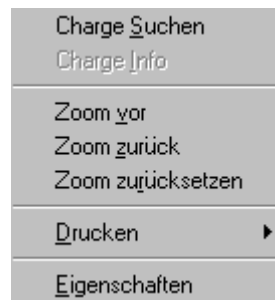 Charge Suchen
Charge Info
Zoom vor
Zoom zurück
Zoom zurücksetzen
Drucken
Eigenschaften